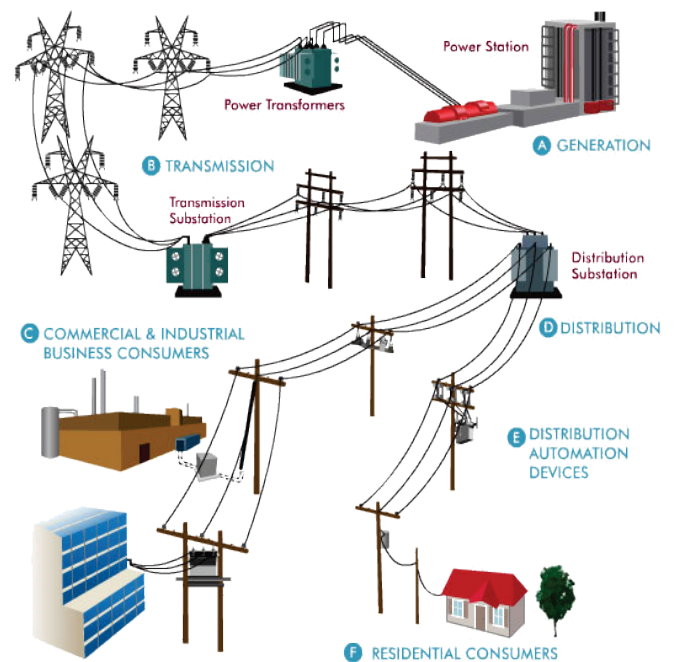 Power Station
Power Transformers
A GENERATION
B TRANSMISSION
Transmission
Substation
Distribution
Substation
C COMMERCIAL & INDUSTRIAL
BUSINESS CONSUMERS
D DISTRIBUTION
E DISTRIBUTION
AUTOMATION
DEVICES
F RESIDENTIAL CONSUMERS